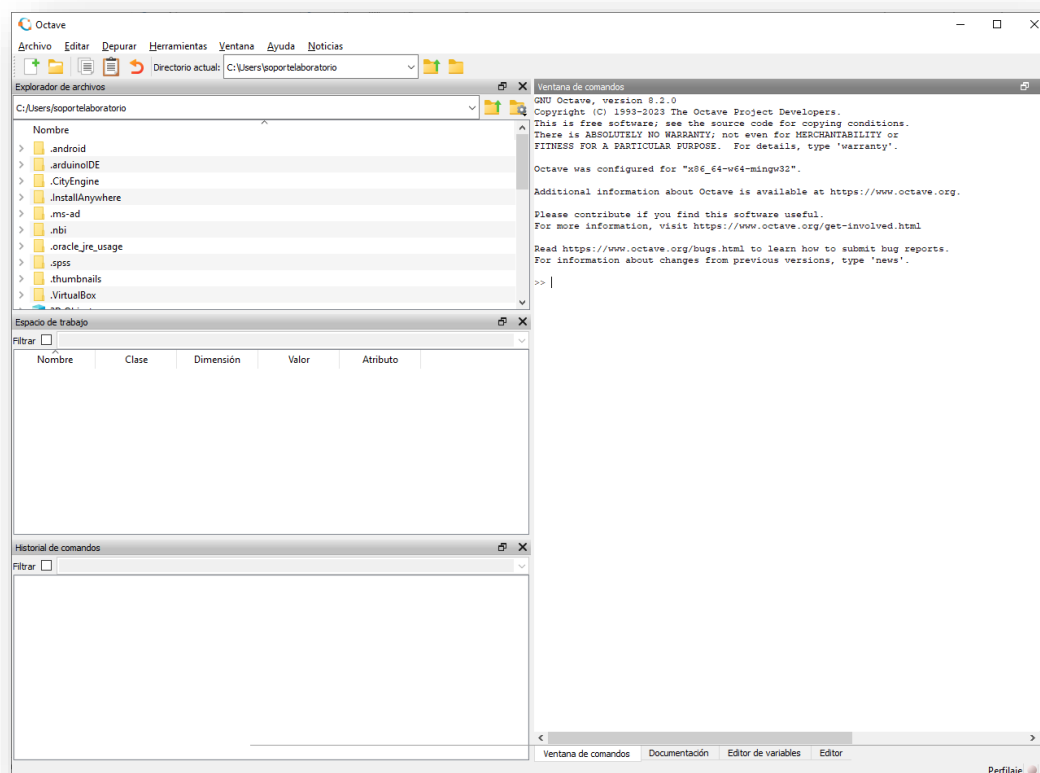 Octave
Archivo Editar Depurar Herramientas Ventana Ayuda Noticias
Directorio actual: C:\Users\soportelaboratorio
Explorador de archivos
C:/Users/soportelaboratorio
Nombre
.android
.arduinoIDE
.CityEngine
.InstallAnywhere
.ms-ad
.nbi
.oracle_jre_usage
.spss
.thumbnails
.VirtualBox
Espacio de trabajo
Filtrar
Nombre Clase Dimensión Valor Atributo
Historial de comandos
Filtrar
Ventana de comandos
GNU Octave, version 8.2.0
Copyright (C) 1993-2023 The Octave Project Developers.
This is free software; see the source code for copying conditions.
There is ABSOLUTELY NO WARRANTY; not even for MERCHANTABILITY or
FITNESS FOR A PARTICULAR PURPOSE.  For details, type 'warranty'.
Octave was configured for "x86_64-w64-mingw32".
Additional information about Octave is available at https://www.octave.org.
Please contribute if you find this software useful.
For more information, visit https://www.octave.org/get-involved.html
Read https://www.octave.org/bugs.html to learn how to submit bug reports.
For information about changes from previous versions, type 'news'.
>>
Ventana de comandos Documentación Editor de variables Editor
Perfilaje